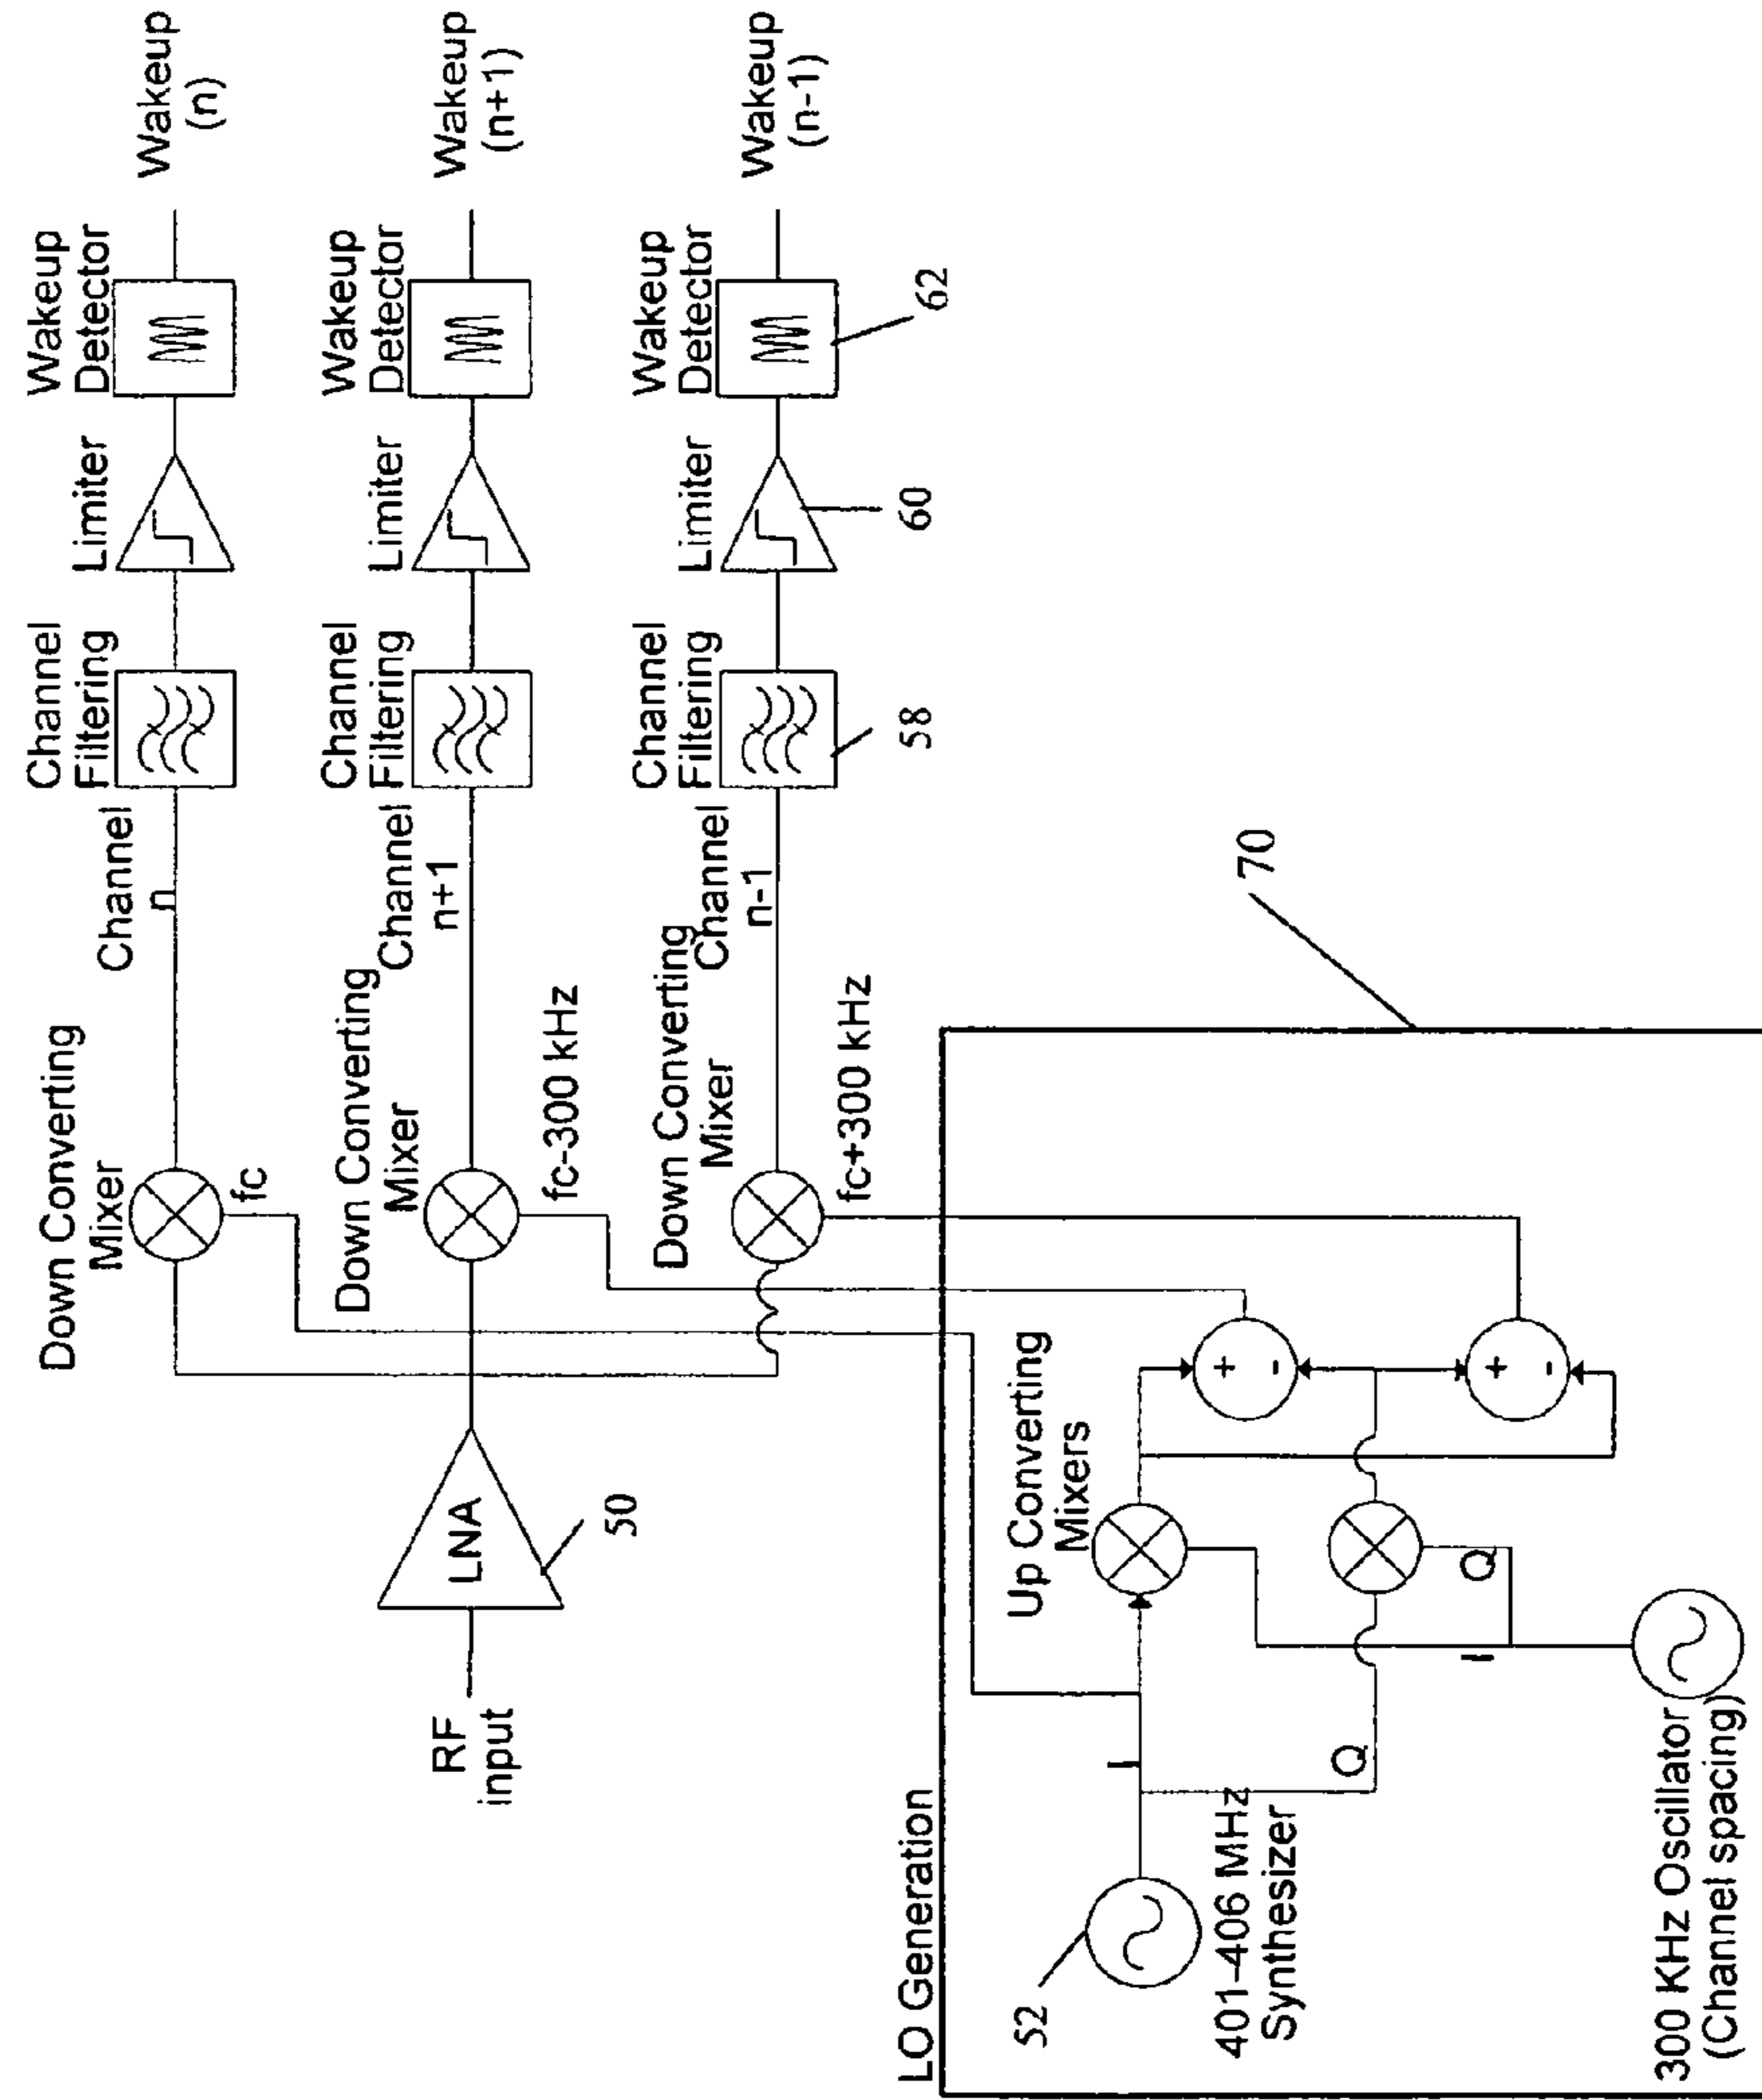 Down Converting
Mixer
fc
Channel
n
Channel
Filtering
Limiter
Wakeup
Detector
Wakeup
(n)
RF
input
LNA
50
Down Converting
Mixer
fc-300 kHz
Channel
n+1
Channel
Filtering
Limiter
Wakeup
Detector
Wakeup
(n+1)
Down Converting
Mixer
fc+300 kHz
Channel
n-1
Channel
Filtering
58
Limiter
60
Wakeup
Detector
62
Wakeup
(n-1)
LO Generation
70
52
401-406 MHz
Synthesizer
I
Q
Up Converting
Mixers
+
-
+
-
I
Q
300 KHz Oscillator
(Channel spacing)